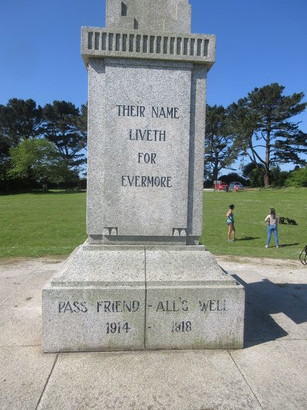 THEIR NAME
LIVETH
FOR
EVERMORE
PASS FRIEND - ALL'S WELL
1914 - 1918